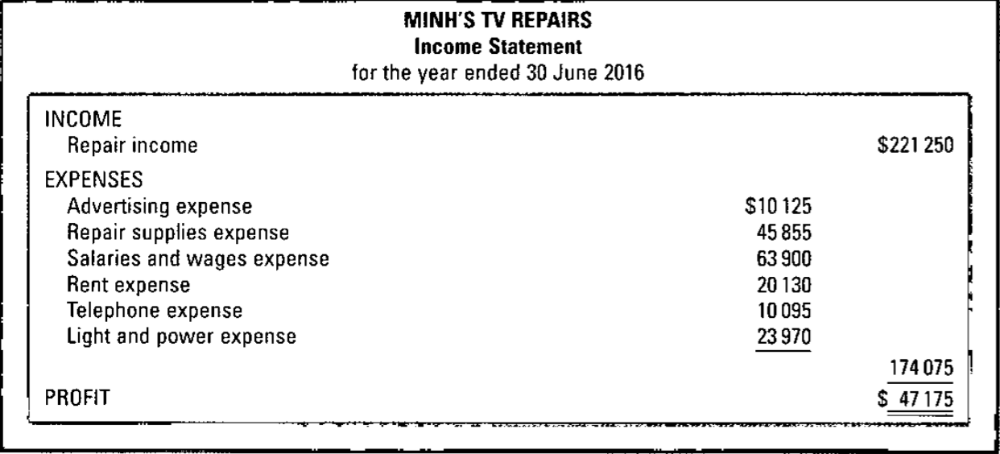 MINH'S TV REPAIRS
Income Statement
for the year ended 30 June 2016
INCOME
Repair income $221 250
EXPENSES
Advertising expense $10 125
Repair supplies expense 45 855
Salaries and wages expense 63 900
Rent expense 20 130
Telephone expense 10 095
Light and power expense 23 970
174 075
PROFIT $ 47 175